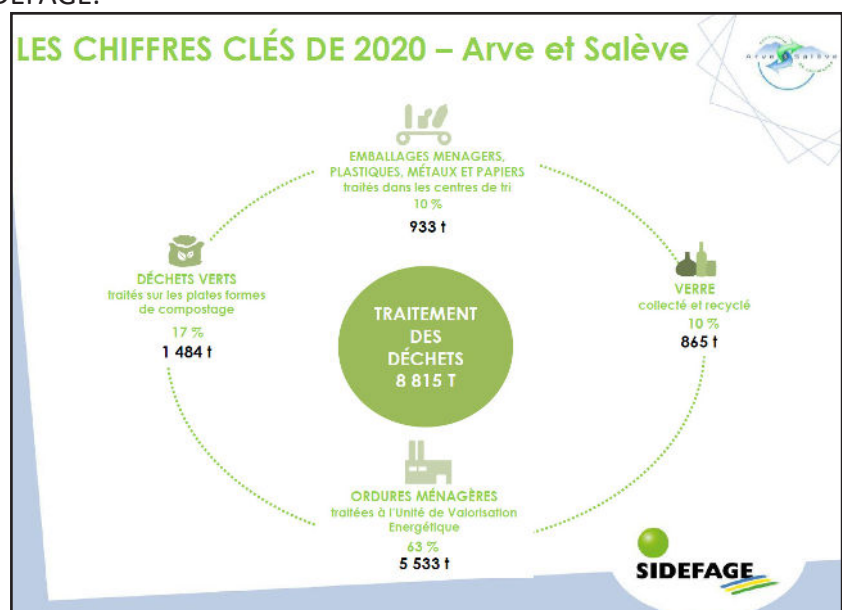 DEFAGE.
LES CHIFFRES CLÉS DE 2020 – Arve et Salève
EMBALLAGES MENAGERS,
PLASTIQUES, MÉTAUX ET PAPIERS
traités dans les centres de tri
10 %
933 t
DÉCHETS VERTS
traités sur les plates formes
de compostage
17 %
1 484 t
TRAITEMENT
DES
DÉCHETS
8 815 T
VERRE
collecté et recyclé
10 %
865 t
ORDURES MÉNAGÈRES
traitées à l'Unité de Valorisation
Energétique
63 %
5 533 t
SIDEFAGE